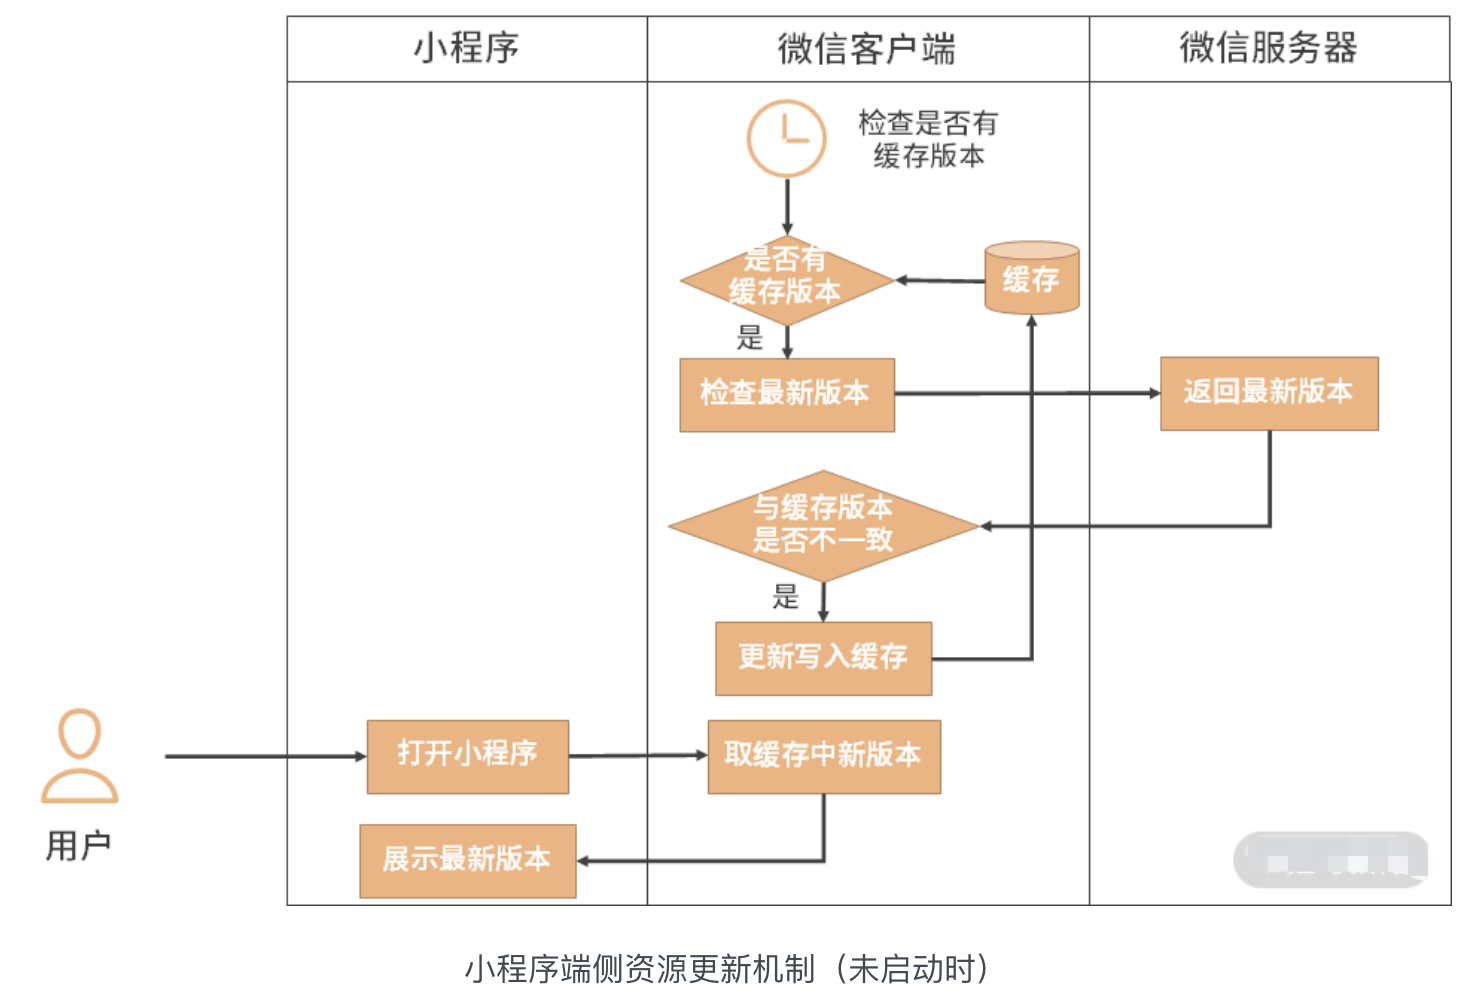 小程序
微信客户端
微信服务器
检查是否有
缓存版本
是否有
缓存版本
缓存
是
检查最新版本
返回最新版本
与缓存版本
是否不一致
是
更新写入缓存
打开小程序
取缓存中新版本
用户
展示最新版本
小程序端侧资源更新机制（未启动时）